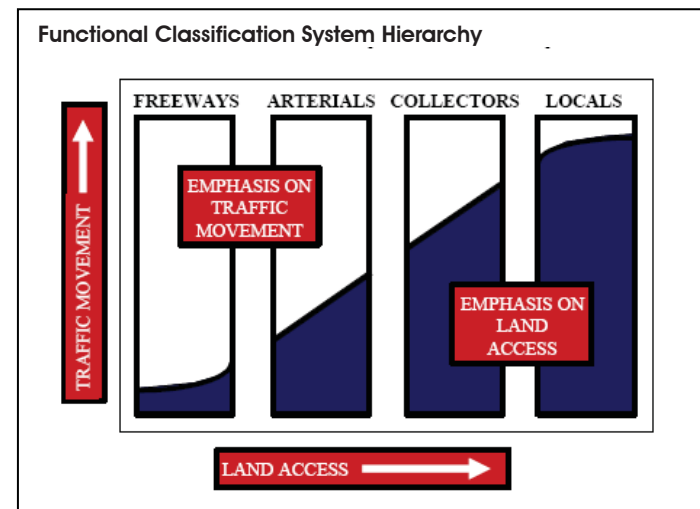 Functional Classification System Hierarchy
FREEWAYS ARTERIALS COLLECTORS LOCALS
TRAFFIC MOVEMENT
EMPHASIS ON
TRAFFIC
MOVEMENT
EMPHASIS ON
LAND
ACCESS
LAND ACCESS